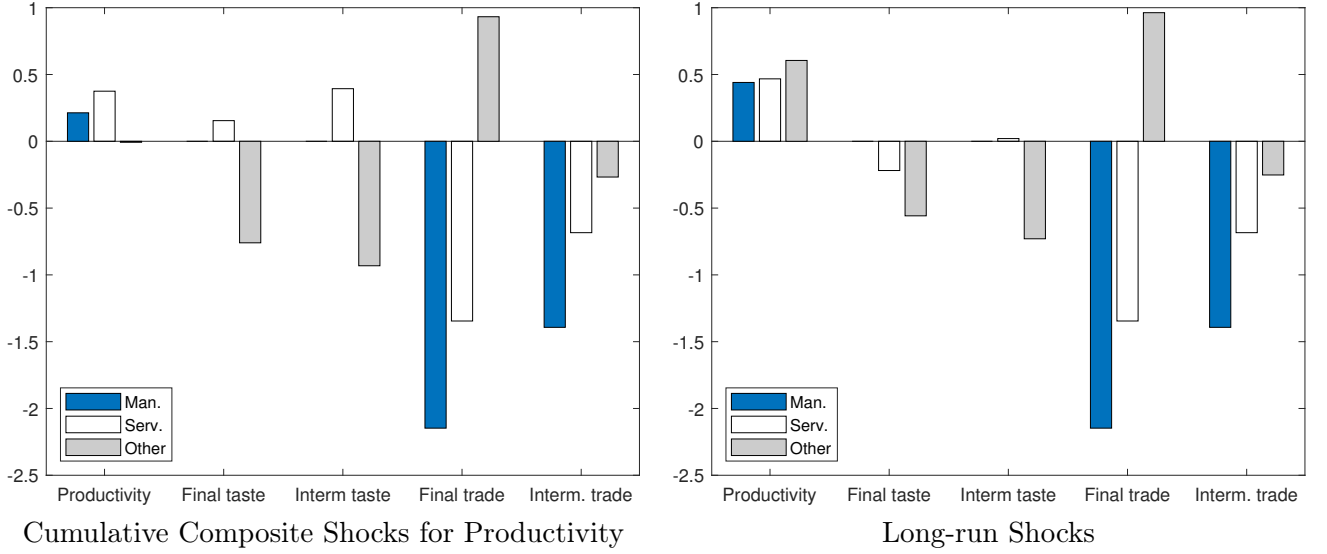 1
0.5
0
-0.5
-1
-1.5
-2
-2.5
Man.
Serv.
Other
Productivity Final taste Interm taste Final trade Interm. trade
Cumulative Composite Shocks for Productivity
1
0.5
0
-0.5
-1
-1.5
-2
-2.5
Man.
Serv.
Other
Productivity Final taste Interm taste Final trade Interm. trade
Long-run Shocks